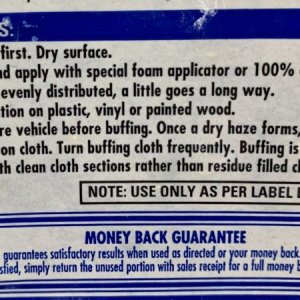 s.
first. Dry surface.
nd apply with special foam applicator or 100%
evenly distributed, a little goes a long way.
tion on plastic, vinyl or painted wood.
re vehicle before buffing. Once a dry haze forms,
on cloth. Turn buffing cloth frequently. Buffing is
th clean cloth sections rather than residue filled cl
NOTE: USE ONLY AS PER LABEL
MONEY BACK GUARANTEE
guarantees satisfactory results when used as directed or your money back
sfied, simply return the unused portion with sales receipt for a full mone